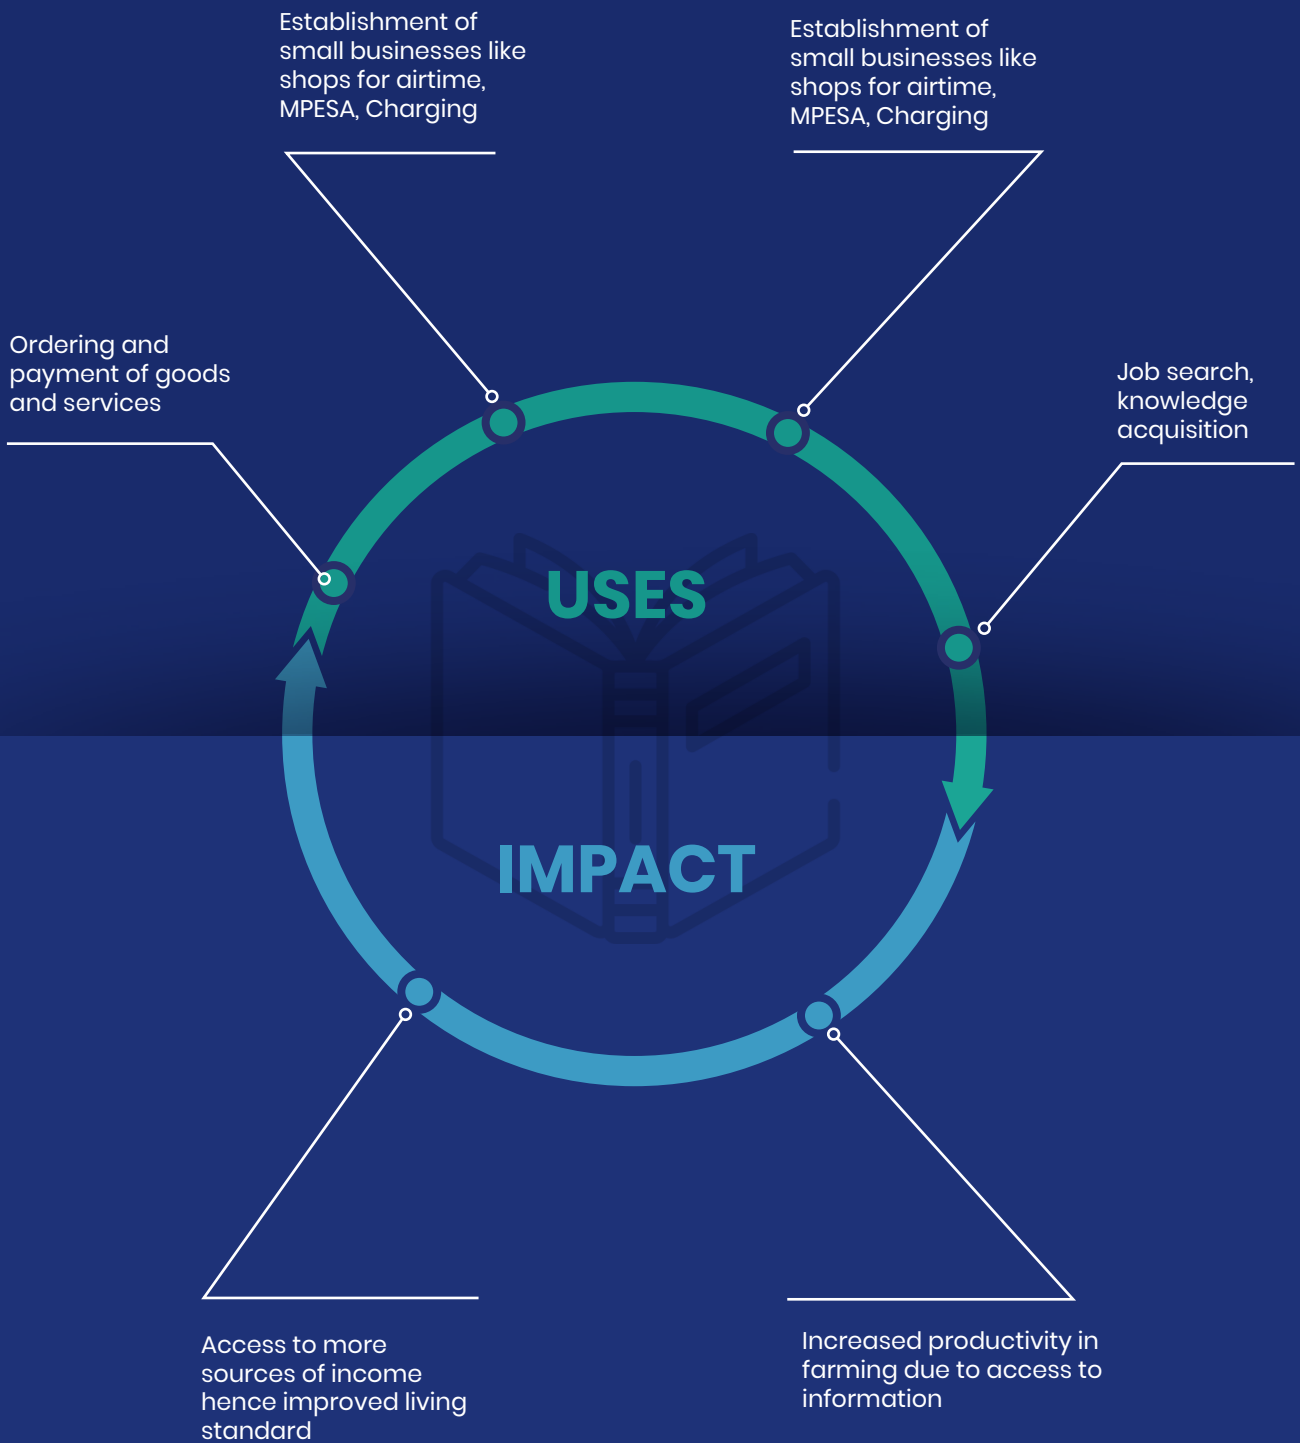 Establishment of
small businesses like
shops for airtime,
MPESA, Charging
Establishment of
small businesses like
shops for airtime,
MPESA, Charging
Ordering and
payment of goods
and services
Job search,
knowledge
acquisition
USES
IMPACT
Access to more
sources of income
hence improved living
standard
Increased productivity in
farming due to access to
information